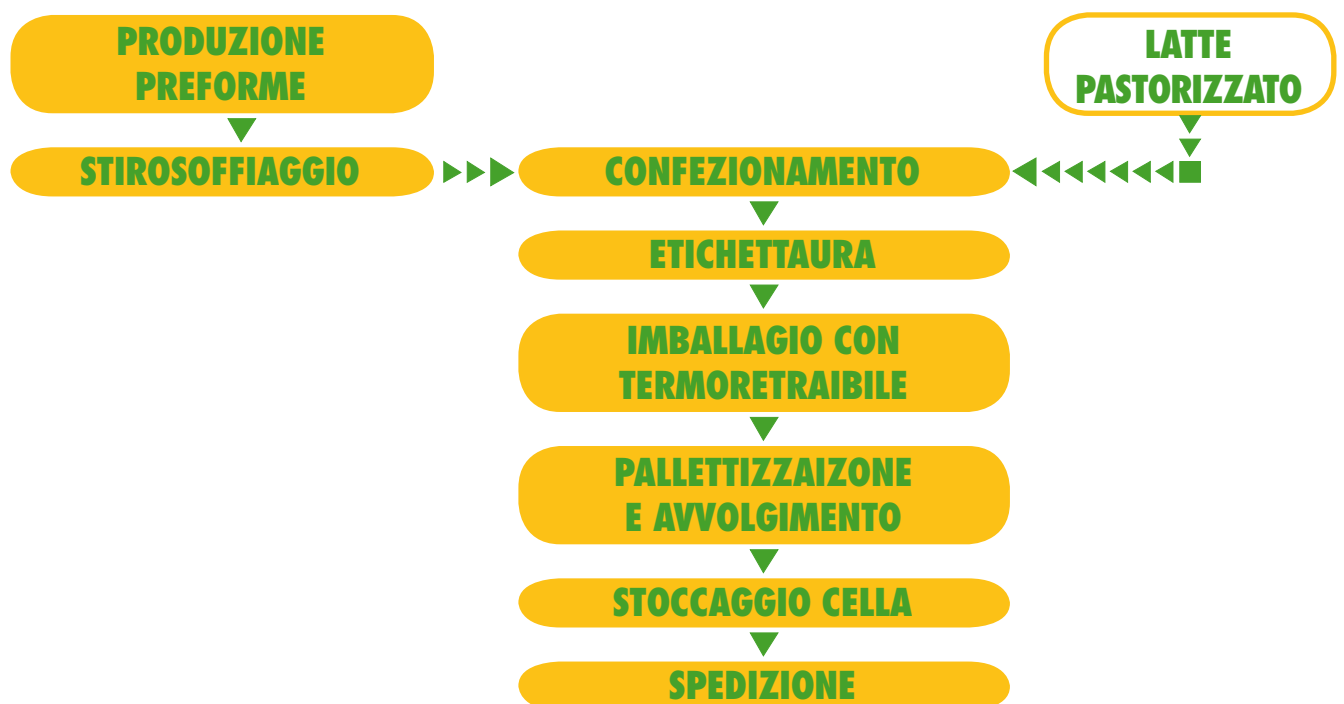 PRODUZIONE
PREFORME
LATTE
PASTORIZZATO
STIROSOFFIAGGIO
CONFEZIONAMENTO
ETICHETTAURA
IMBALLAGIO CON
TERMORETRAIBILE
PALLETTIZZAIZONE
E AVVOLGIMENTO
STOCCAGGIO CELLA
SPEDIZIONE